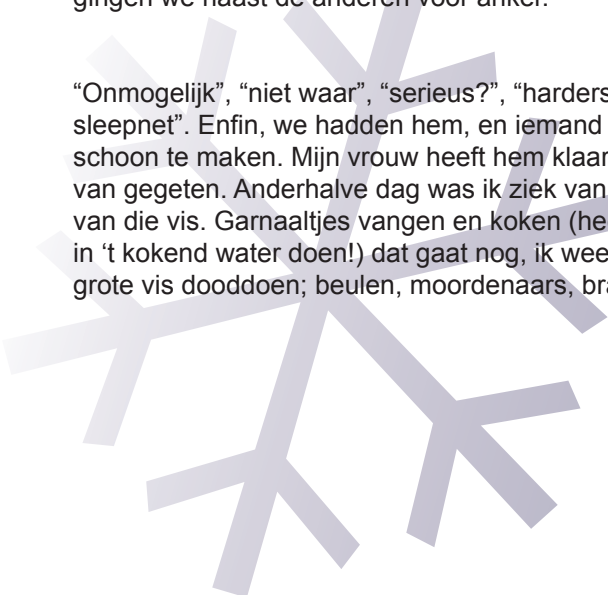 gingen we naast de anderen voor anker.
“Onmogelijk”, “niet waar”, “serieus?”, “harders
sleepnet”. Enfin, we hadden hem, en iemand
schoon te maken. Mijn vrouw heeft hem klaar
van gegeten. Anderhalve dag was ik ziek van
van die vis. Garnaaltjes vangen en koken (he
in ‘t kokend water doen!) dat gaat nog, ik wee
grote vis dooddoen; beulen, moordenaars, bra